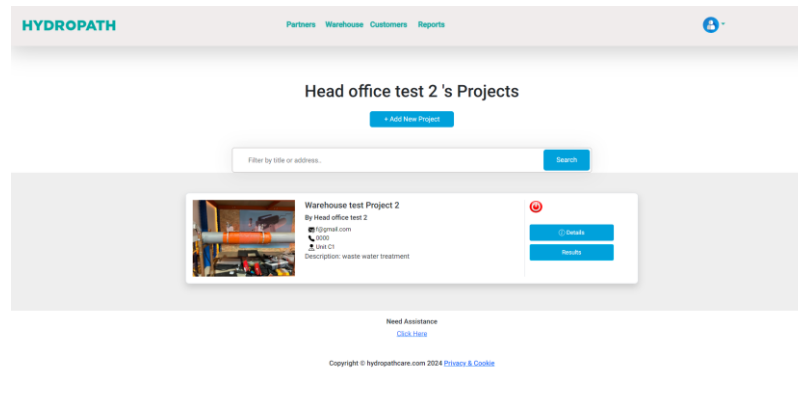 HYDROPATH
Partners Warehouse Customers Reports
Head office test 2 's Projects
+ Add New Project
Filter by title or address..
Search
Warehouse test Project 2
By Head office test 2
f@gmail.com
0000
Unit C1
Description: waste water treatment
Details
Results
Need Assistance
Click Here
Copyright © hydropathcare.com 2024 Privacy & Cookie